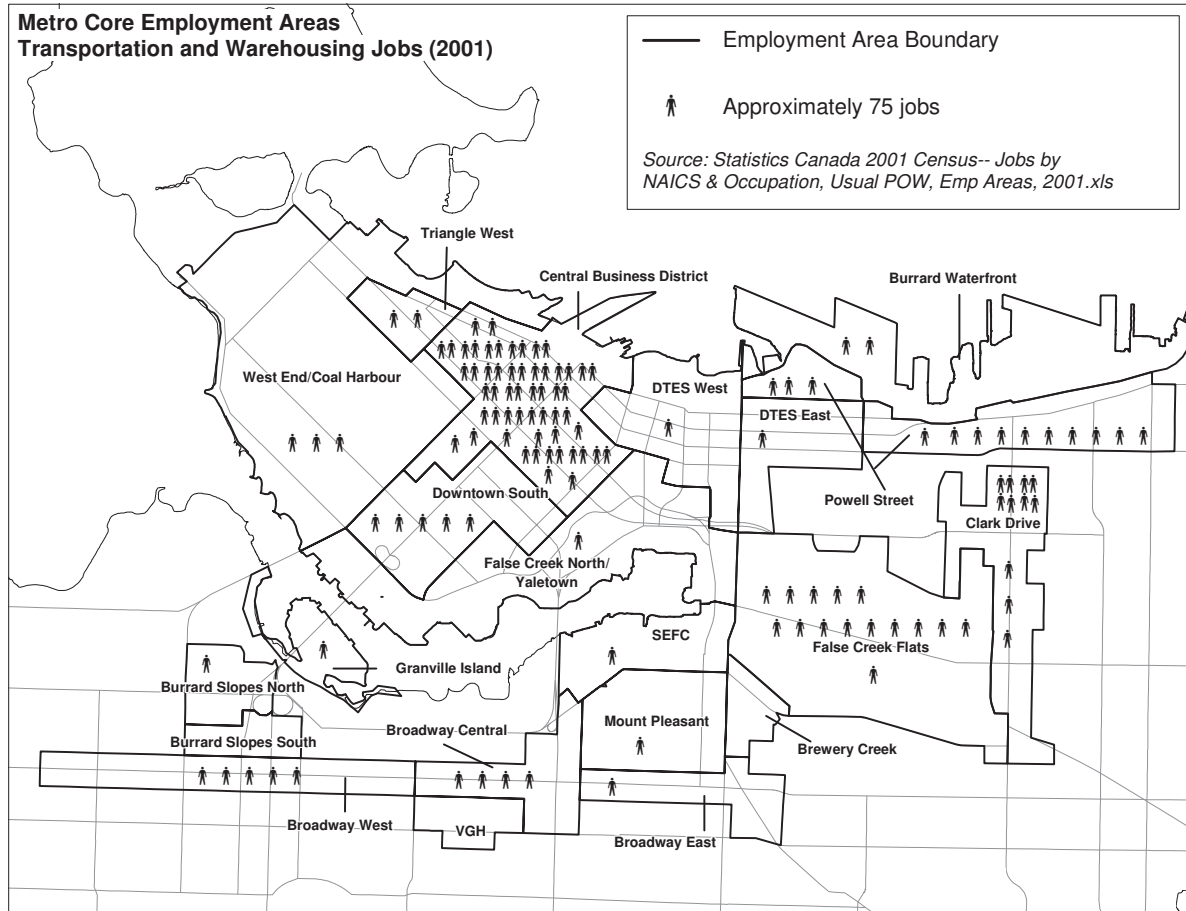 Metro Core Employment Areas
Transportation and Warehousing Jobs (2001)
Employment Area Boundary
Approximately 75 jobs
Source: Statistics Canada 2001 Census-- Jobs by
NAICS & Occupation, Usual POW, Emp Areas, 2001.xls
Triangle West
Central Business District
Burrard Waterfront
West End/Coal Harbour
DTES West
DTES East
Downtown South
Powell Street
Clark Drive
False Creek North/
Yaletown
SEFC
False Creek Flats
Granville Island
Burrard Slopes North
Mount Pleasant
Broadway Central
Burrard Slopes South
Brewery Creek
Broadway West
VGH
Broadway East